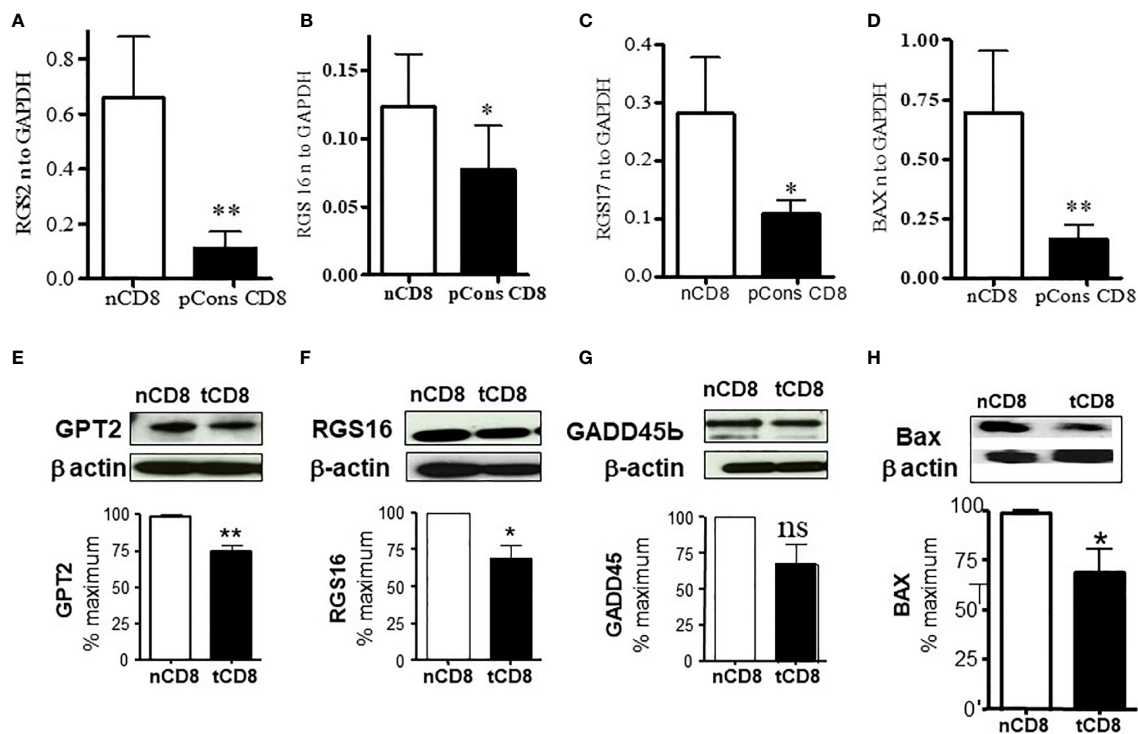 A
B
C
D
RGS2 n to GAPDH
0.8
0.6
0.4
0.2
0.0
**
nCD8 pCons CD8
RGS 16 n to GAPDH
0.15
0.10
0.05
0.00
*
nCD8 pCons CD8
RGS17 n to GAPDH
0.4
0.3
0.2
0.1
0.0
*
nCD8 pCons CD8
BAX n to GAPDH
1.00
0.75
0.50
0.25
0.0
**
nCD8 pCons CD8
E
F
G
H
nCD8 tCD8
GPT2
β actin
GPT2
% maximum
100
75
50
25
0
**
nCD8 tCD8
nCD8 tCD8
RGS16
β-actin
RGS16
% maximum
100
75
50
25
0
*
nCD8 tCD8
nCD8 tCD8
GADD45b
β-actin
GADD45
% maximum
100
75
50
25
0
ns
nCD8 tCD8
nCD8 tCD8
Bax
β actin
BAX
% maximum
100
75
50
25
0
*
nCD8 tCD8